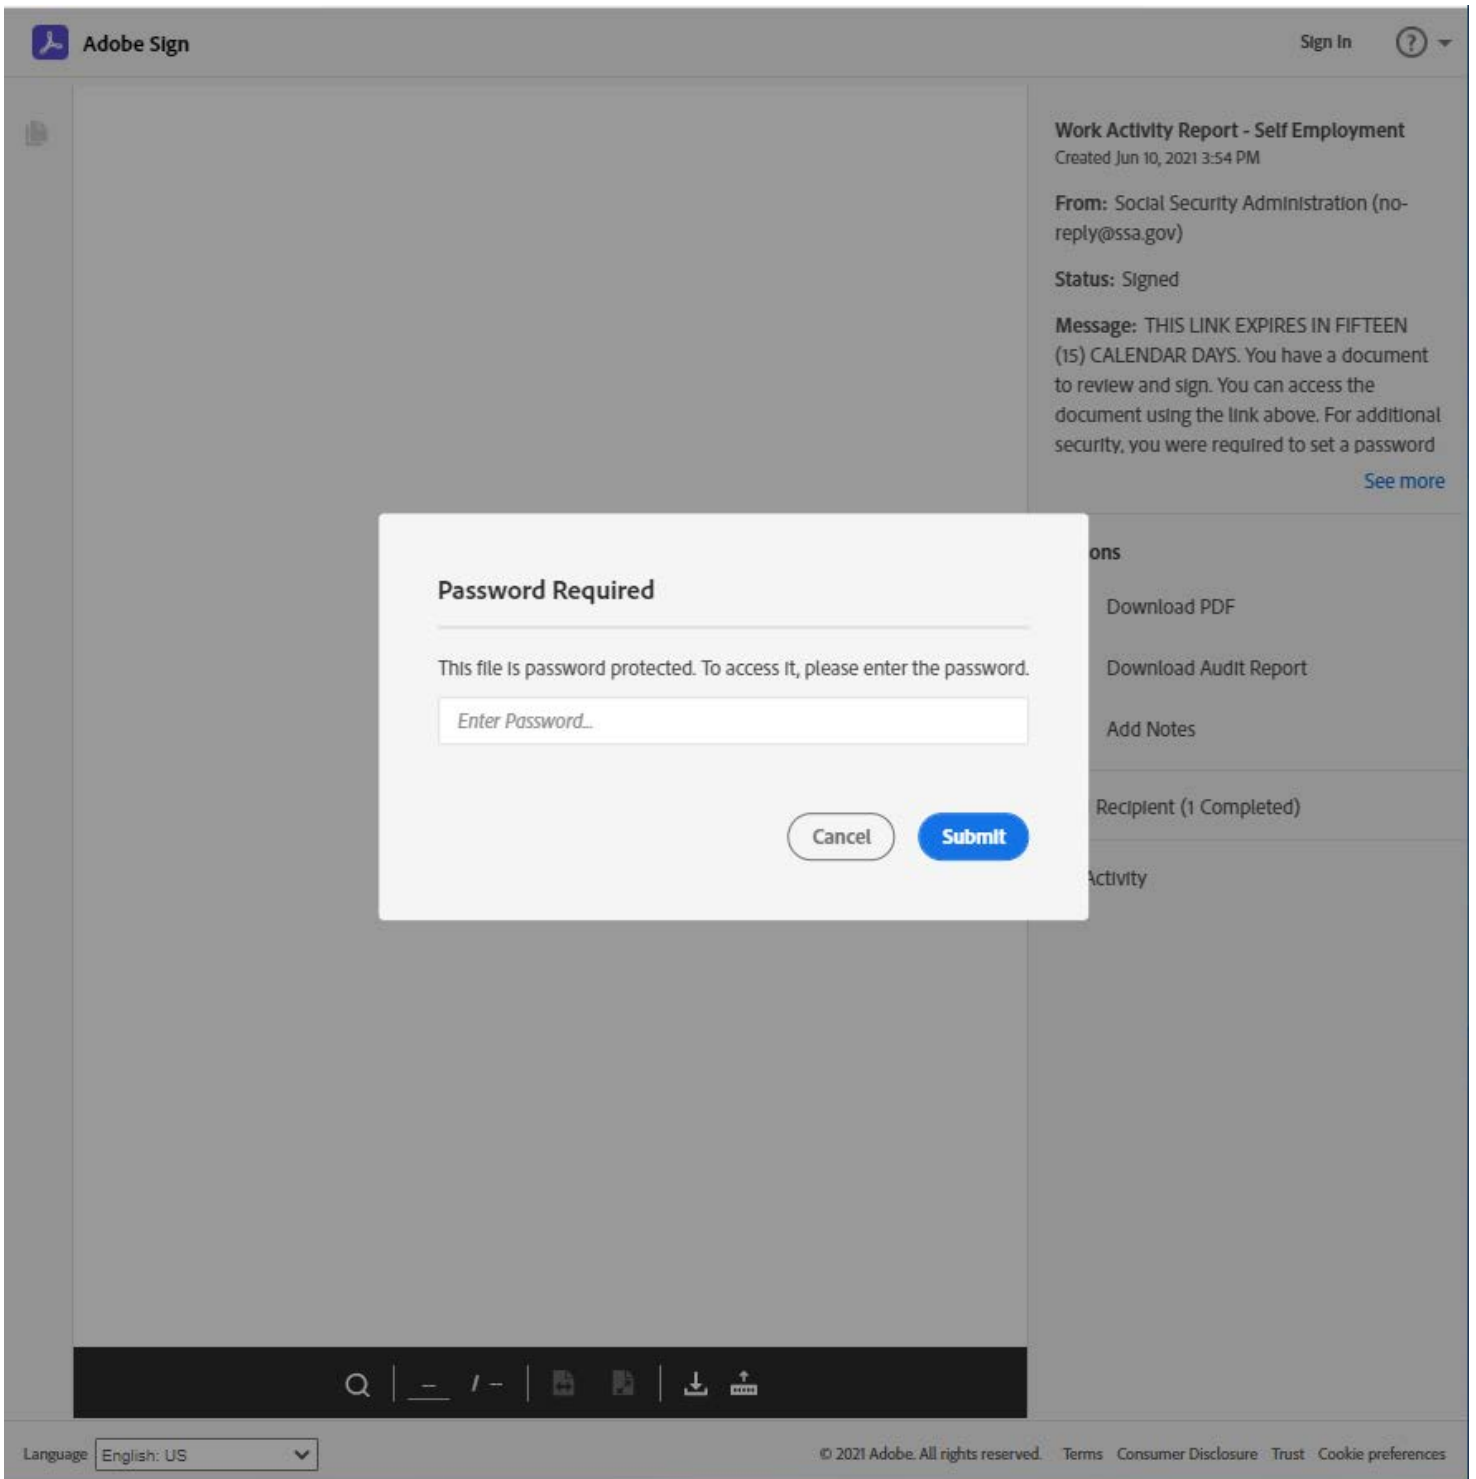 Adobe Sign
Sign In
Work Activity Report - Self Employment
Created Jun 10, 2021 3:54 PM
From: Social Security Administration (no-
reply@ssa.gov)
Status: Signed
Message: THIS LINK EXPIRES IN FIFTEEN
(15) CALENDAR DAYS. You have a document
to review and sign. You can access the
document using the link above. For additional
security, you were required to set a password
See more
Password Required
This file is password protected. To access it, please enter the password.
Enter Password...
Cancel
Submit
ons
Download PDF
Download Audit Report
Add Notes
Recipient (1 Completed)
Activity
-- / --
Language
English: US
© 2021 Adobe. All rights reserved.
Terms
Consumer Disclosure
Trust
Cookie preferences